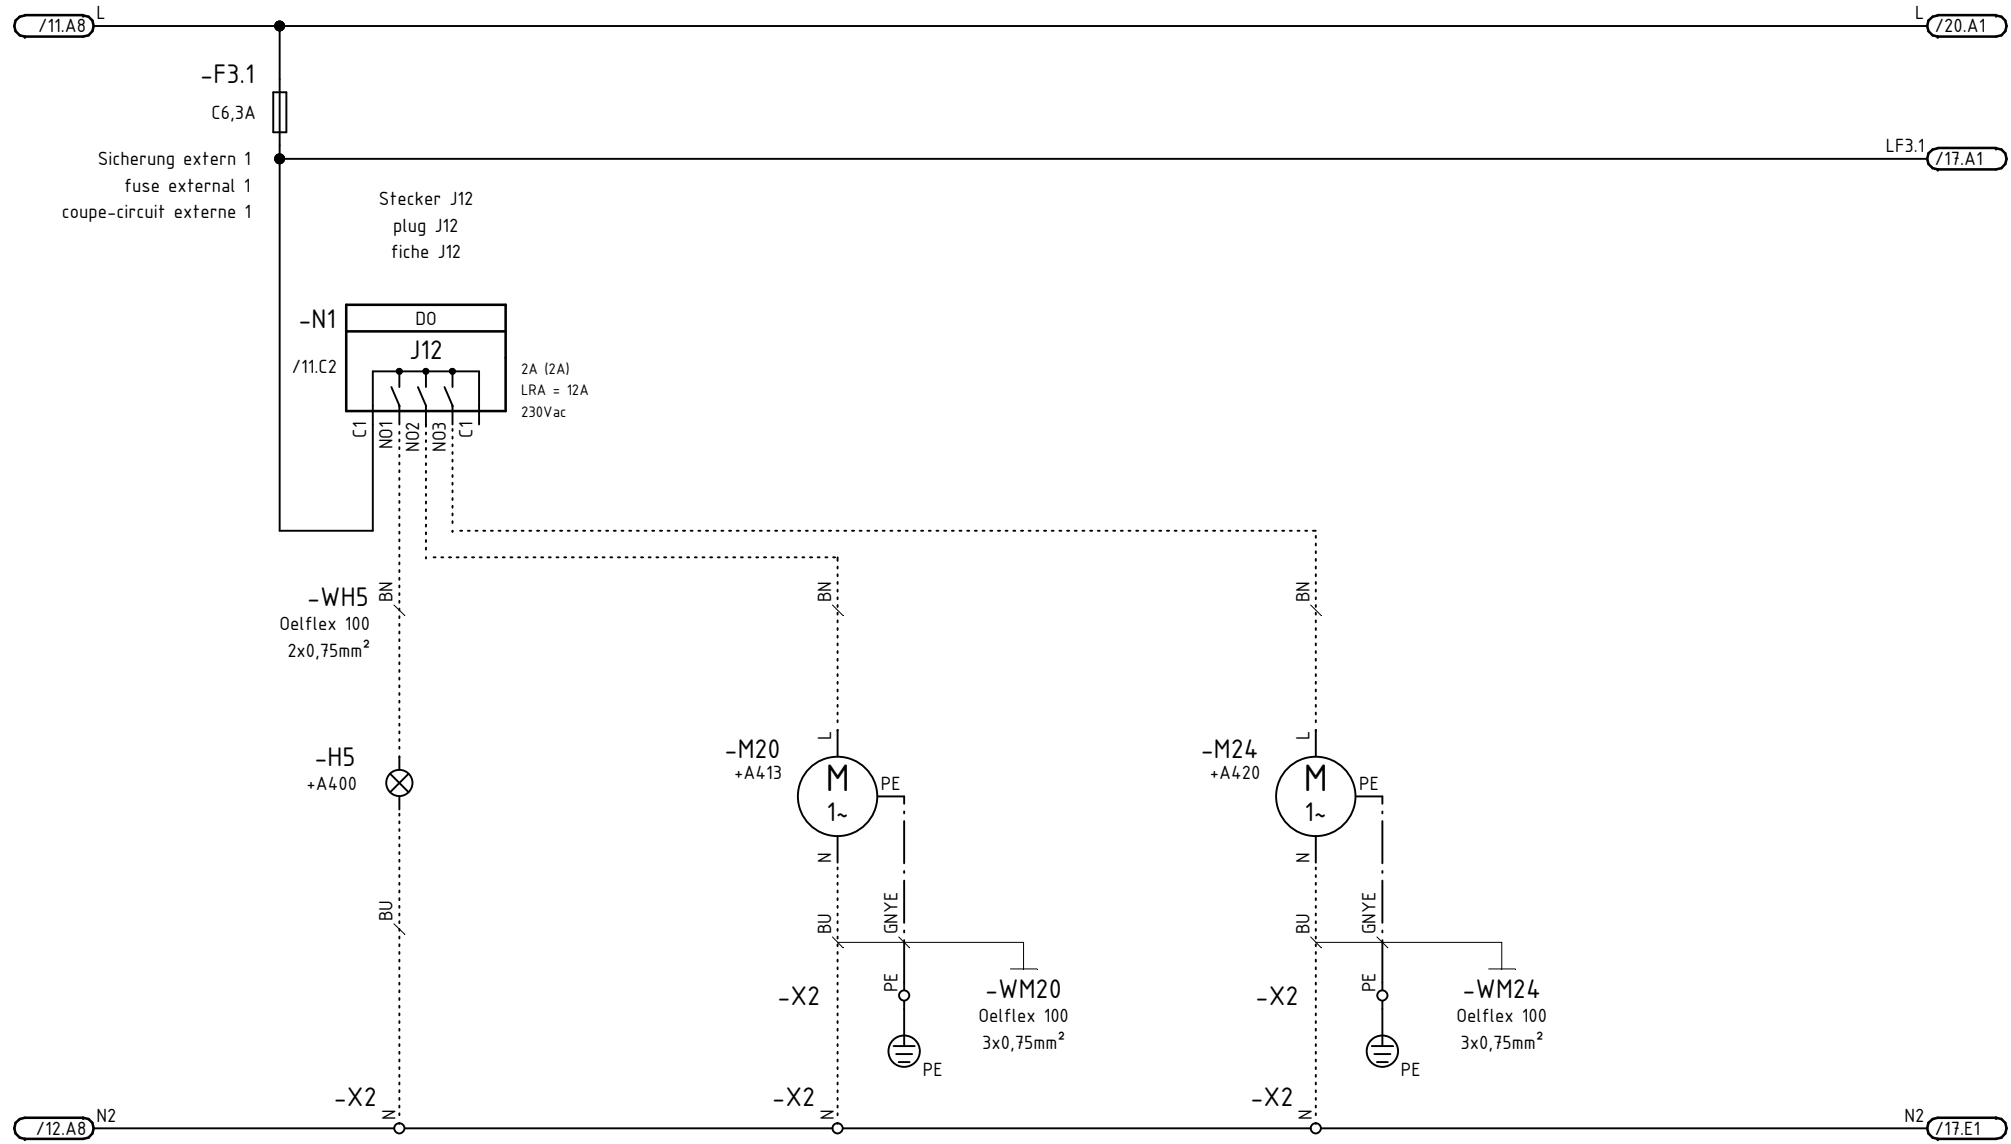 L
/11.A8
L
/20.A1
-F3.1
C6,3A
Sicherung extern 1
fuse external 1
coupe-circuit externe 1
LF3.1
/17.A1
Stecker J12
plug J12
fiche J12
-N1
/11.C2
DO
J12
2A (2A)
LRA = 12A
230Vac
C1
NO1
NO2
NO3
C1
-WH5
Oelflex 100
2x0,75mm²
BN
BN
BN
-H5
+A400
-M20
+A413
L
M
1~
PE
N
-M24
+A420
L
M
1~
PE
N
BU
BU
GNYE
BU
GNYE
-X2
PE
PE
-WM20
Oelflex 100
3x0,75mm²
-X2
PE
PE
-WM24
Oelflex 100
3x0,75mm²
-X2
N
-X2
N
-X2
N
N2
/12.A8
N2
/17.E1